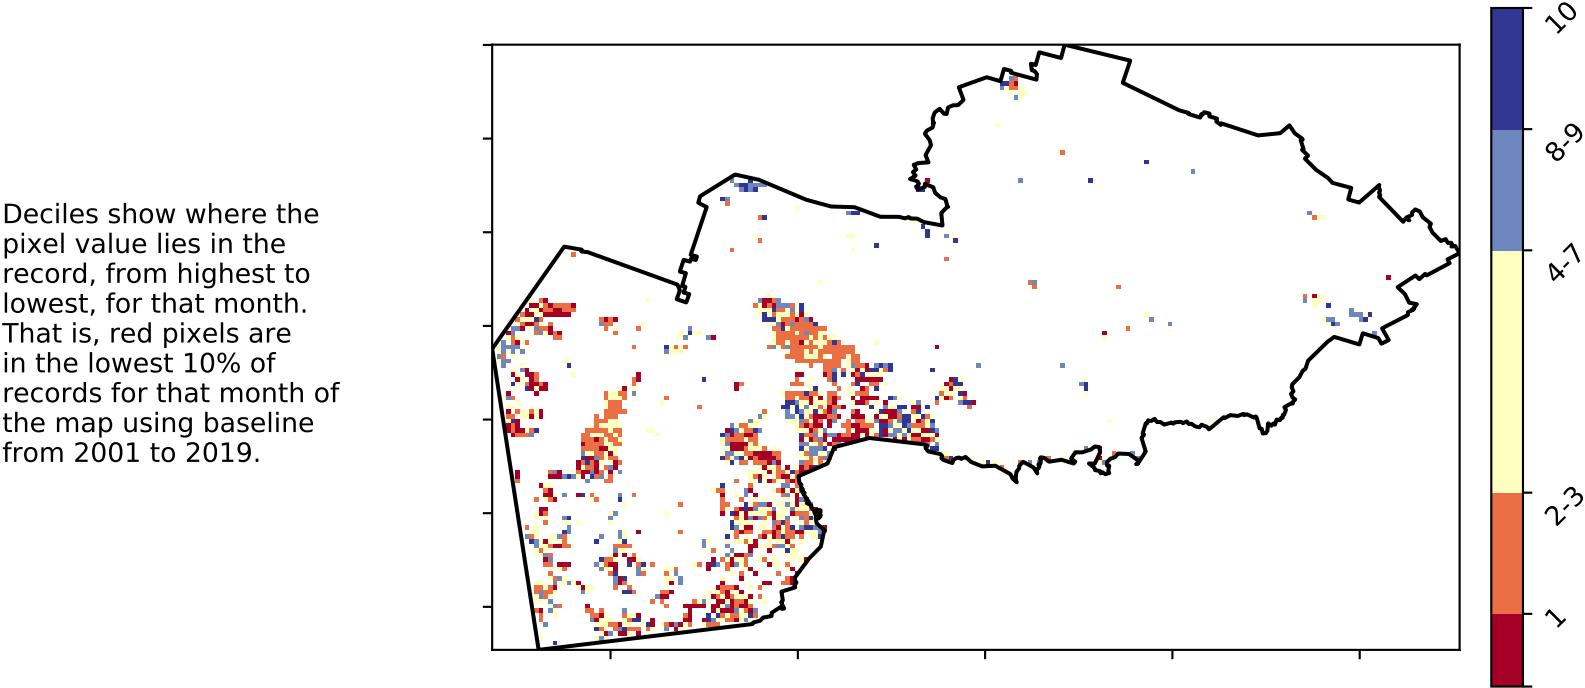 Deciles show where the
pixel value lies in the
record, from highest to
lowest, for that month.
That is, red pixels are
in the lowest 10% of
records for that month of
the map using baseline
from 2001 to 2019.
10
8-9
4-7
2-3
1